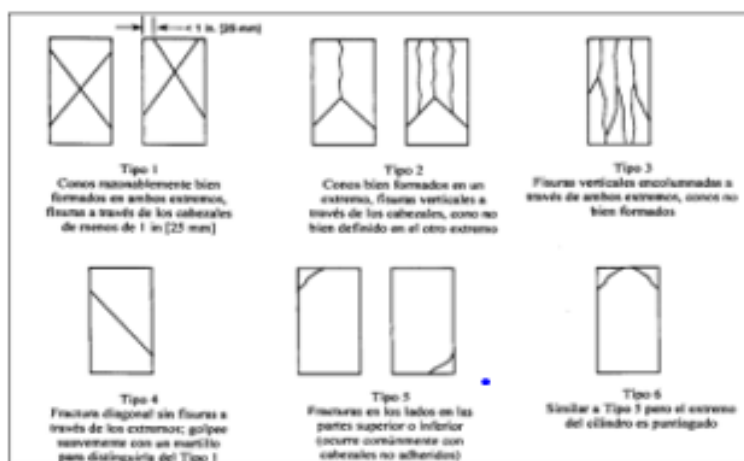 < 1 in. [25 mm]
Tipo 1
Conos razonablemente bien
formados en ambos extremos,
fisuras a través de los cabezales
de menos de 1 in [25 mm]
Tipo 2
Conos bien formados en un
extremo, fisuras verticales a
través de los cabezales, cono no
bien definido en el otro extremo
Tipo 3
Fisuras verticales encolumnadas a
través de ambos extremos, conos no
bien formados
Tipo 4
Fractura diagonal sin fisuras a
través de los extremos; golpee
suavemente con un martillo
para distinguirla del Tipo 1
Tipo 5
Fracturas en los lados en las
partes superior o inferior
(ocurre comúnmente con
cabezales no adheridos)
Tipo 6
Similar a Tipo 5 pero el extremo
del cilindro es puntiagudo